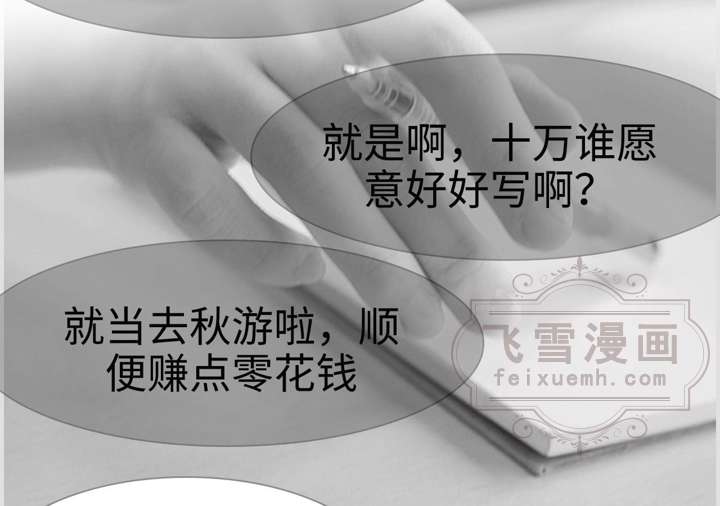 就是啊，十万谁愿
意好好写啊？
就当去秋游啦，顺
便赚点零花钱
飞雪漫画
feixuemh.com